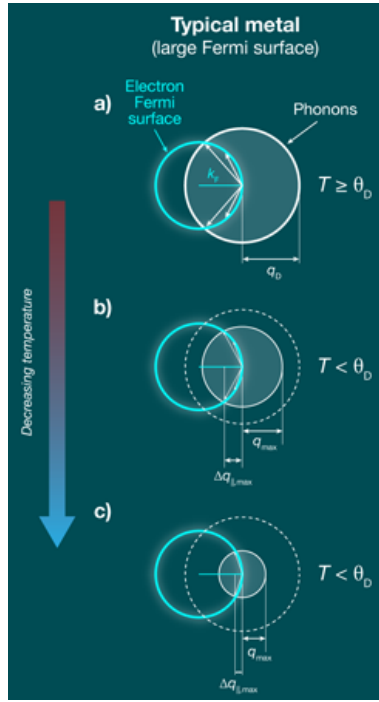 Typical metal
(large Fermi surface)
a)
Electron
Fermi
surface
Phonons
k_F
T ≥ θ_D
q_D
Decreasing temperature
b)
T < θ_D
q_max
Δq_||,max
c)
T < θ_D
q_max
Δq_||,max